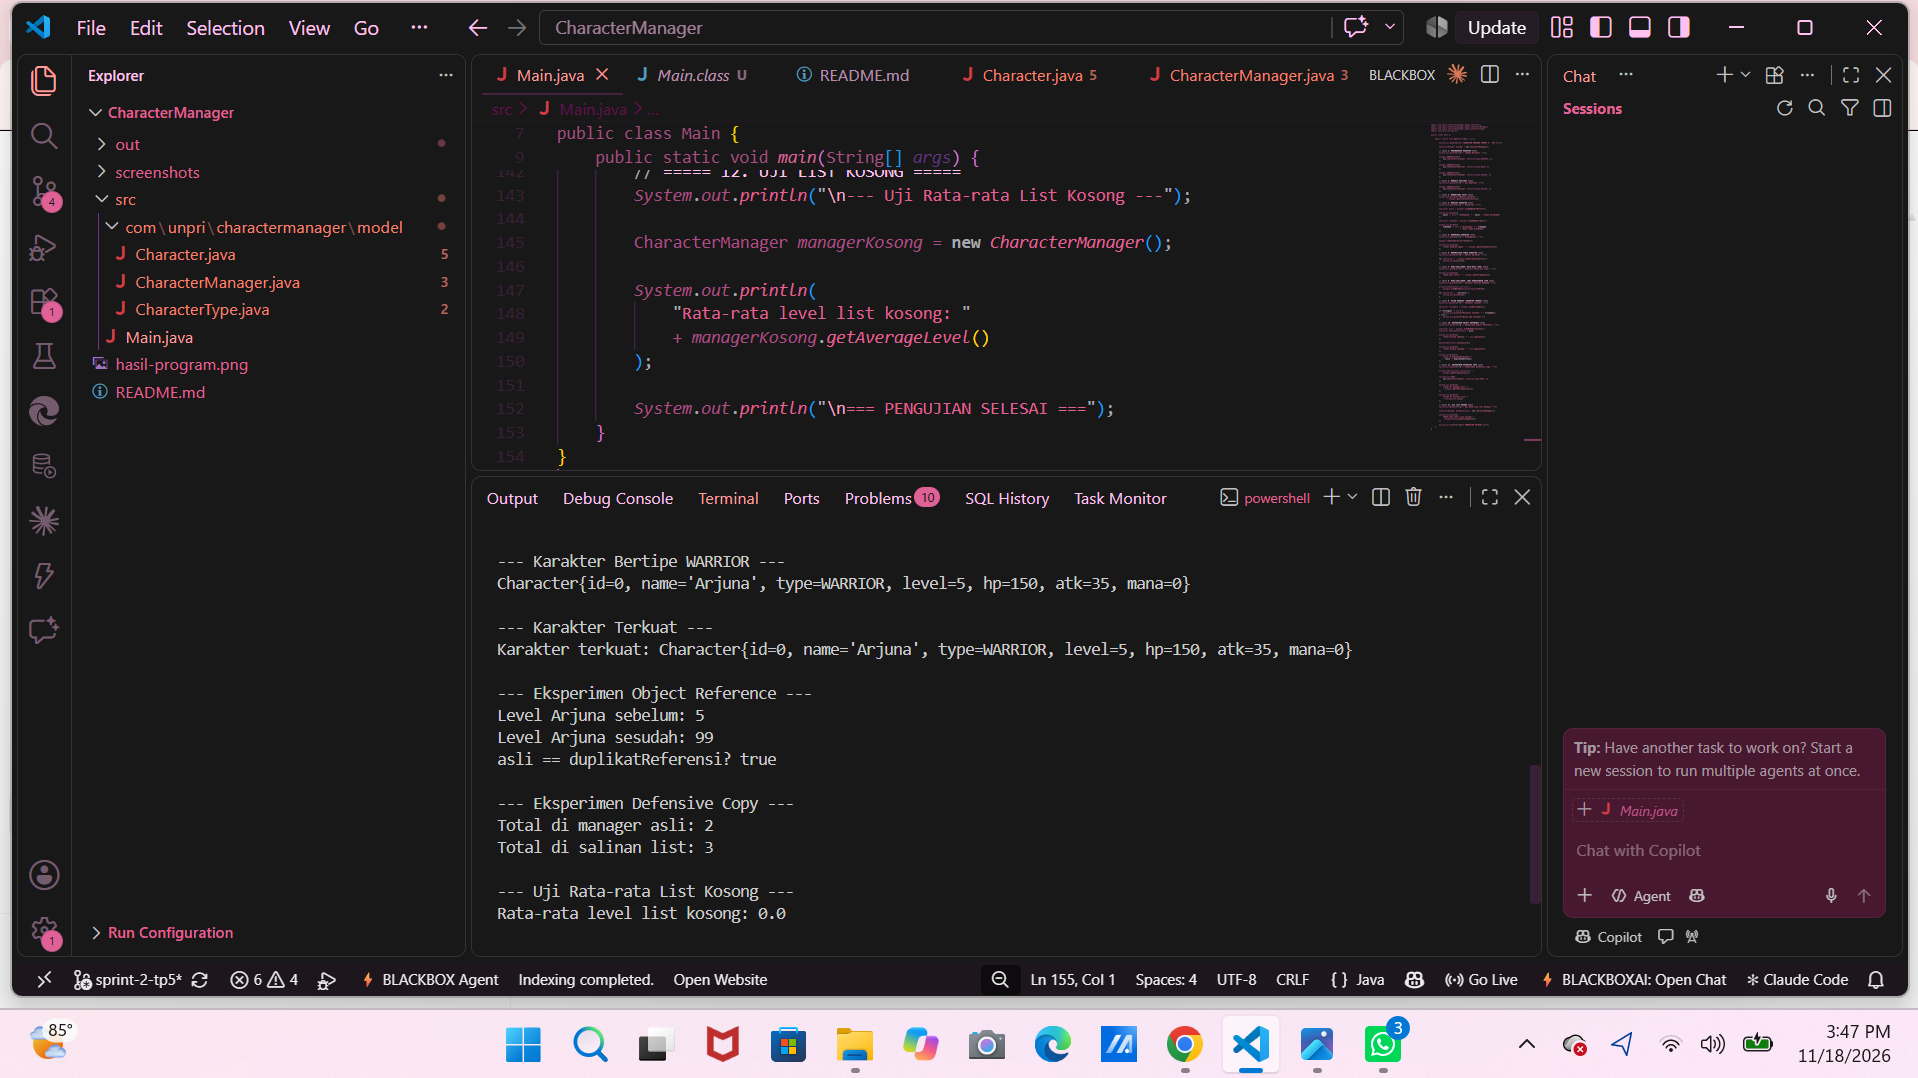 File Edit Selection View Go ··· CharacterManager Update
Explorer ···
CharacterManager
out
screenshots
src
com\unpri\charactermanager\model
Character.java 5
CharacterManager.java 3
CharacterType.java 2
Main.java
hasil-program.png
README.md
Run Configuration
4
1
1
Main.java Main.class U README.md Character.java 5 CharacterManager.java 3 BLACKBOX ···
src > Main.java > ...
7 public class Main {
9 public static void main(String[] args) {
142 // ===== 12. UJI LIST KOSONG =====
143 System.out.println("\n--- Uji Rata-rata List Kosong ---");
144
145 CharacterManager managerKosong = new CharacterManager();
146
147 System.out.println(
148 "Rata-rata level list kosong: "
149 + managerKosong.getAverageLevel()
150 );
151
152 System.out.println("\n=== PENGUJIAN SELESAI ===");
153 }
154 }
Output Debug Console Terminal Ports Problems 10 SQL History Task Monitor powershell ···
--- Karakter Bertipe WARRIOR ---
Character{id=0, name='Arjuna', type=WARRIOR, level=5, hp=150, atk=35, mana=0}
--- Karakter Terkuat ---
Karakter terkuat: Character{id=0, name='Arjuna', type=WARRIOR, level=5, hp=150, atk=35, mana=0}
--- Eksperimen Object Reference ---
Level Arjuna sebelum: 5
Level Arjuna sesudah: 99
asli == duplikatReferensi? true
--- Eksperimen Defensive Copy ---
Total di manager asli: 2
Total di salinan list: 3
--- Uji Rata-rata List Kosong ---
Rata-rata level list kosong: 0.0
Chat ···
Sessions
Tip: Have another task to work on? Start a
new session to run multiple agents at once.
Main.java
Chat with Copilot
Agent
Copilot
sprint-2-tp5* 6 4 BLACKBOX Agent Indexing completed. Open Website Ln 155, Col 1 Spaces: 4 UTF-8 CRLF { } Java Go Live BLACKBOXAI: Open Chat Claude Code
85° 3 3:47 PM
11/18/2026